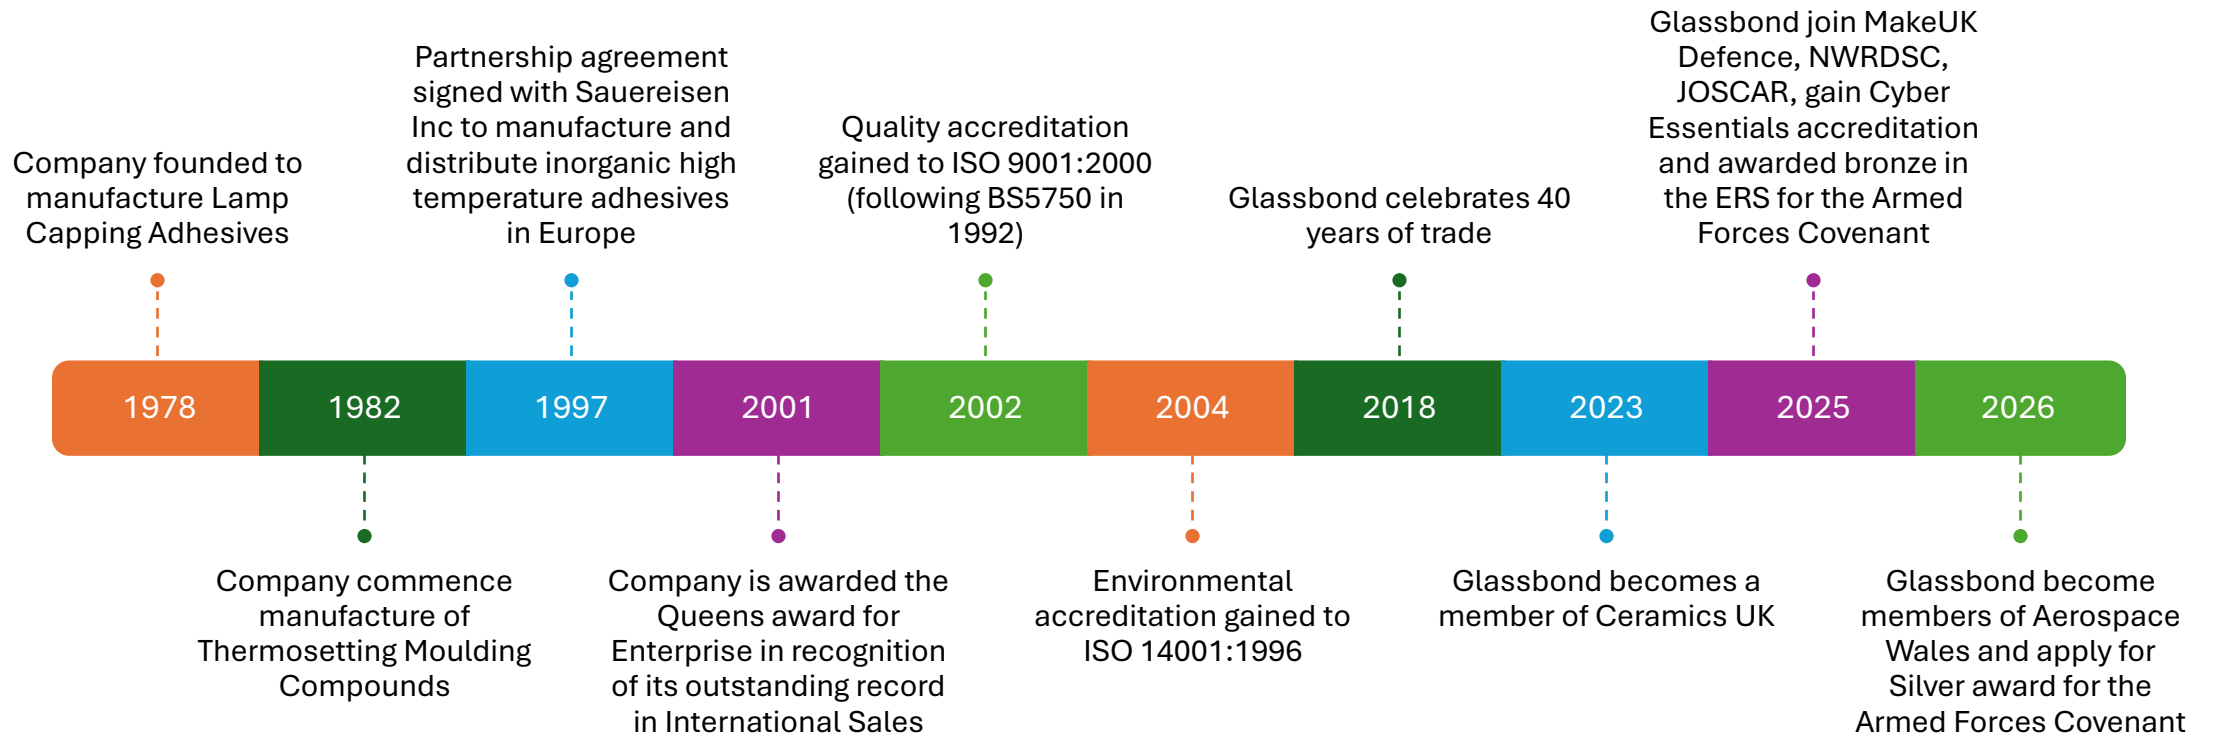 Company founded to
manufacture Lamp
Capping Adhesives
Partnership agreement
signed with Sauereisen
Inc to manufacture and
distribute inorganic high
temperature adhesives
in Europe
Quality accreditation
gained to ISO 9001:2000
(following BS5750 in
1992)
Glassbond celebrates 40
years of trade
Glassbond join MakeUK
Defence, NWRDSC,
JOSCAR, gain Cyber
Essentials accreditation
and awarded bronze in
the ERS for the Armed
Forces Covenant
1978 1982 1997 2001 2002 2004 2018 2023 2025 2026
Company commence
manufacture of
Thermosetting Moulding
Compounds
Company is awarded the
Queens award for
Enterprise in recognition
of its outstanding record
in International Sales
Environmental
accreditation gained to
ISO 14001:1996
Glassbond becomes a
member of Ceramics UK
Glassbond become
members of Aerospace
Wales and apply for
Silver award for the
Armed Forces Covenant